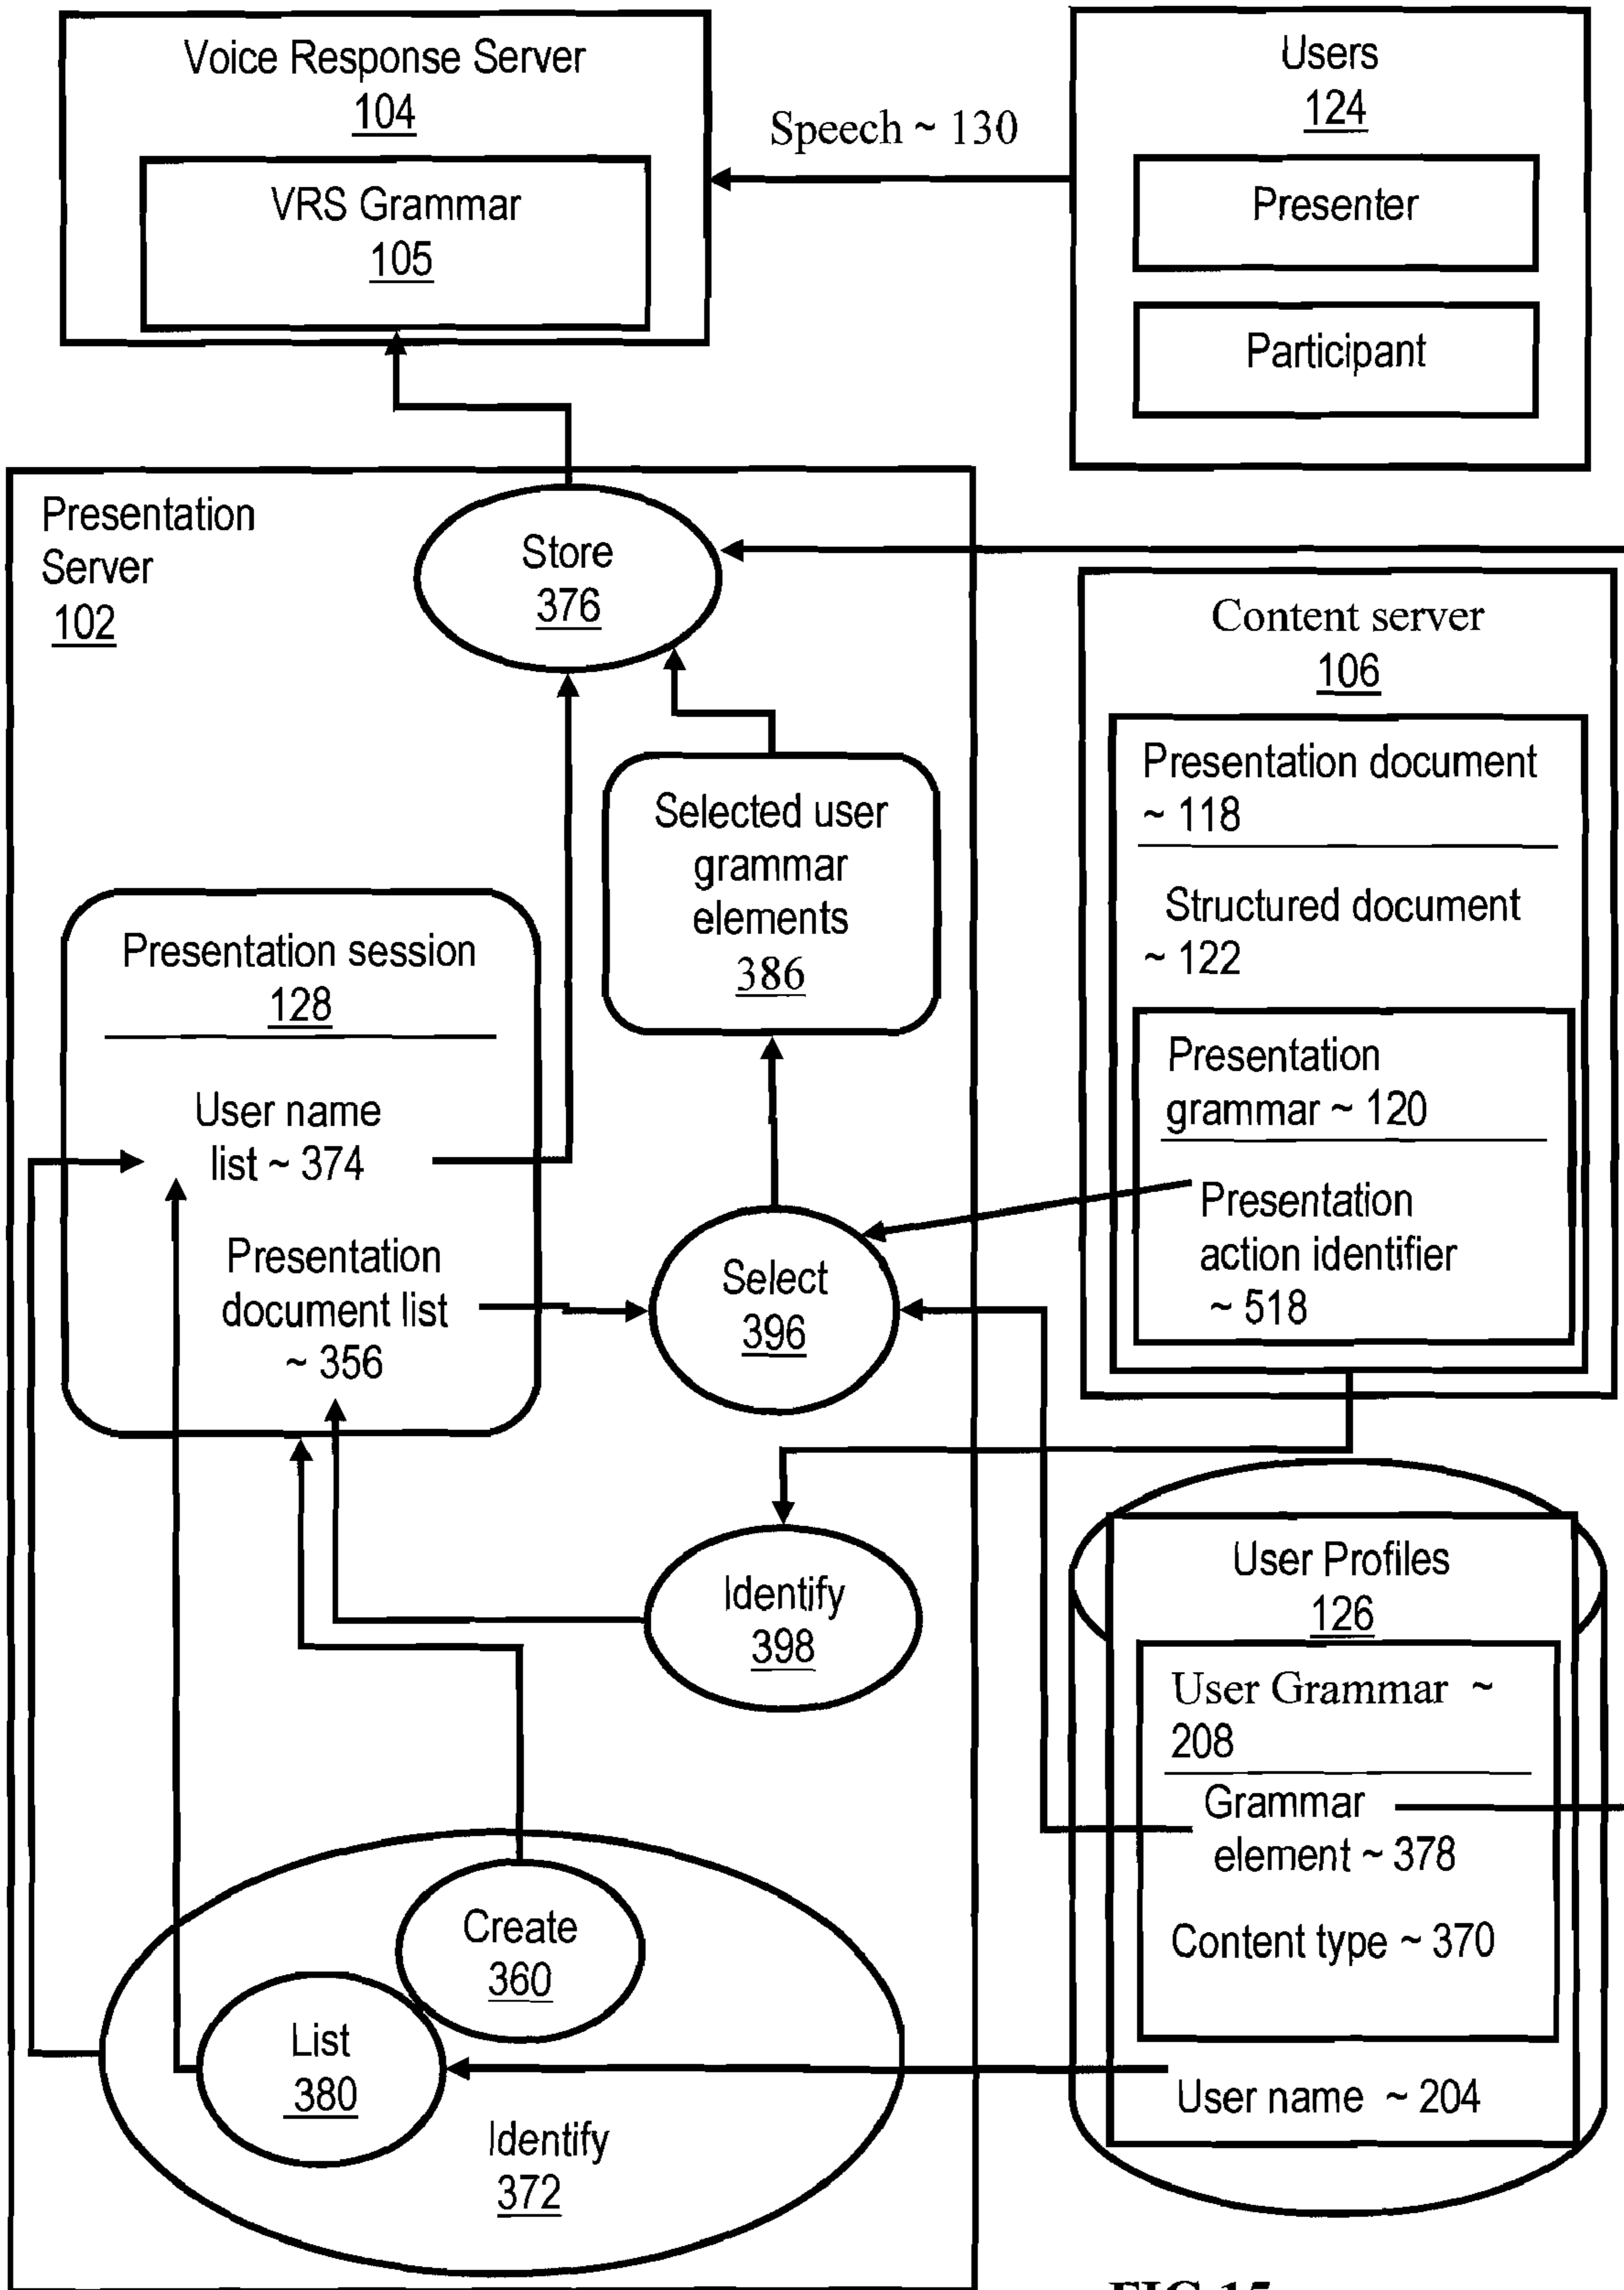 Voice Response Server
104
VRS Grammar
105
Speech ~ 130
Users
124
Presenter
Participant
Presentation
Server
102
Store
376
Selected user
grammar
elements
386
Presentation session
128
User name
list ~ 374
Presentation
document list
~ 356
Select
396
Identify
398
Create
360
List
380
Identify
372
Content server
106
Presentation document
~ 118
Structured document
~ 122
Presentation
grammar ~ 120
Presentation
action identifier
~ 518
User Profiles
126
User Grammar ~
208
Grammar
element ~ 378
Content type ~ 370
User name ~ 204